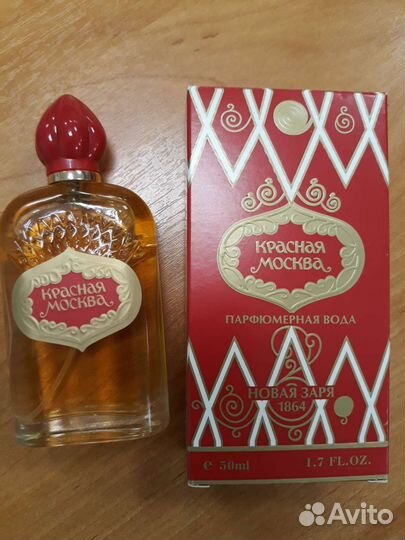 КРАСНАЯ
МОСКВА
КРАСНАЯ
МОСКВА
ПАРФЮМЕРНАЯ ВОДА
НОВАЯ ЗАРЯ
1864
e 50ml 1,7 FL.OZ.
Avito